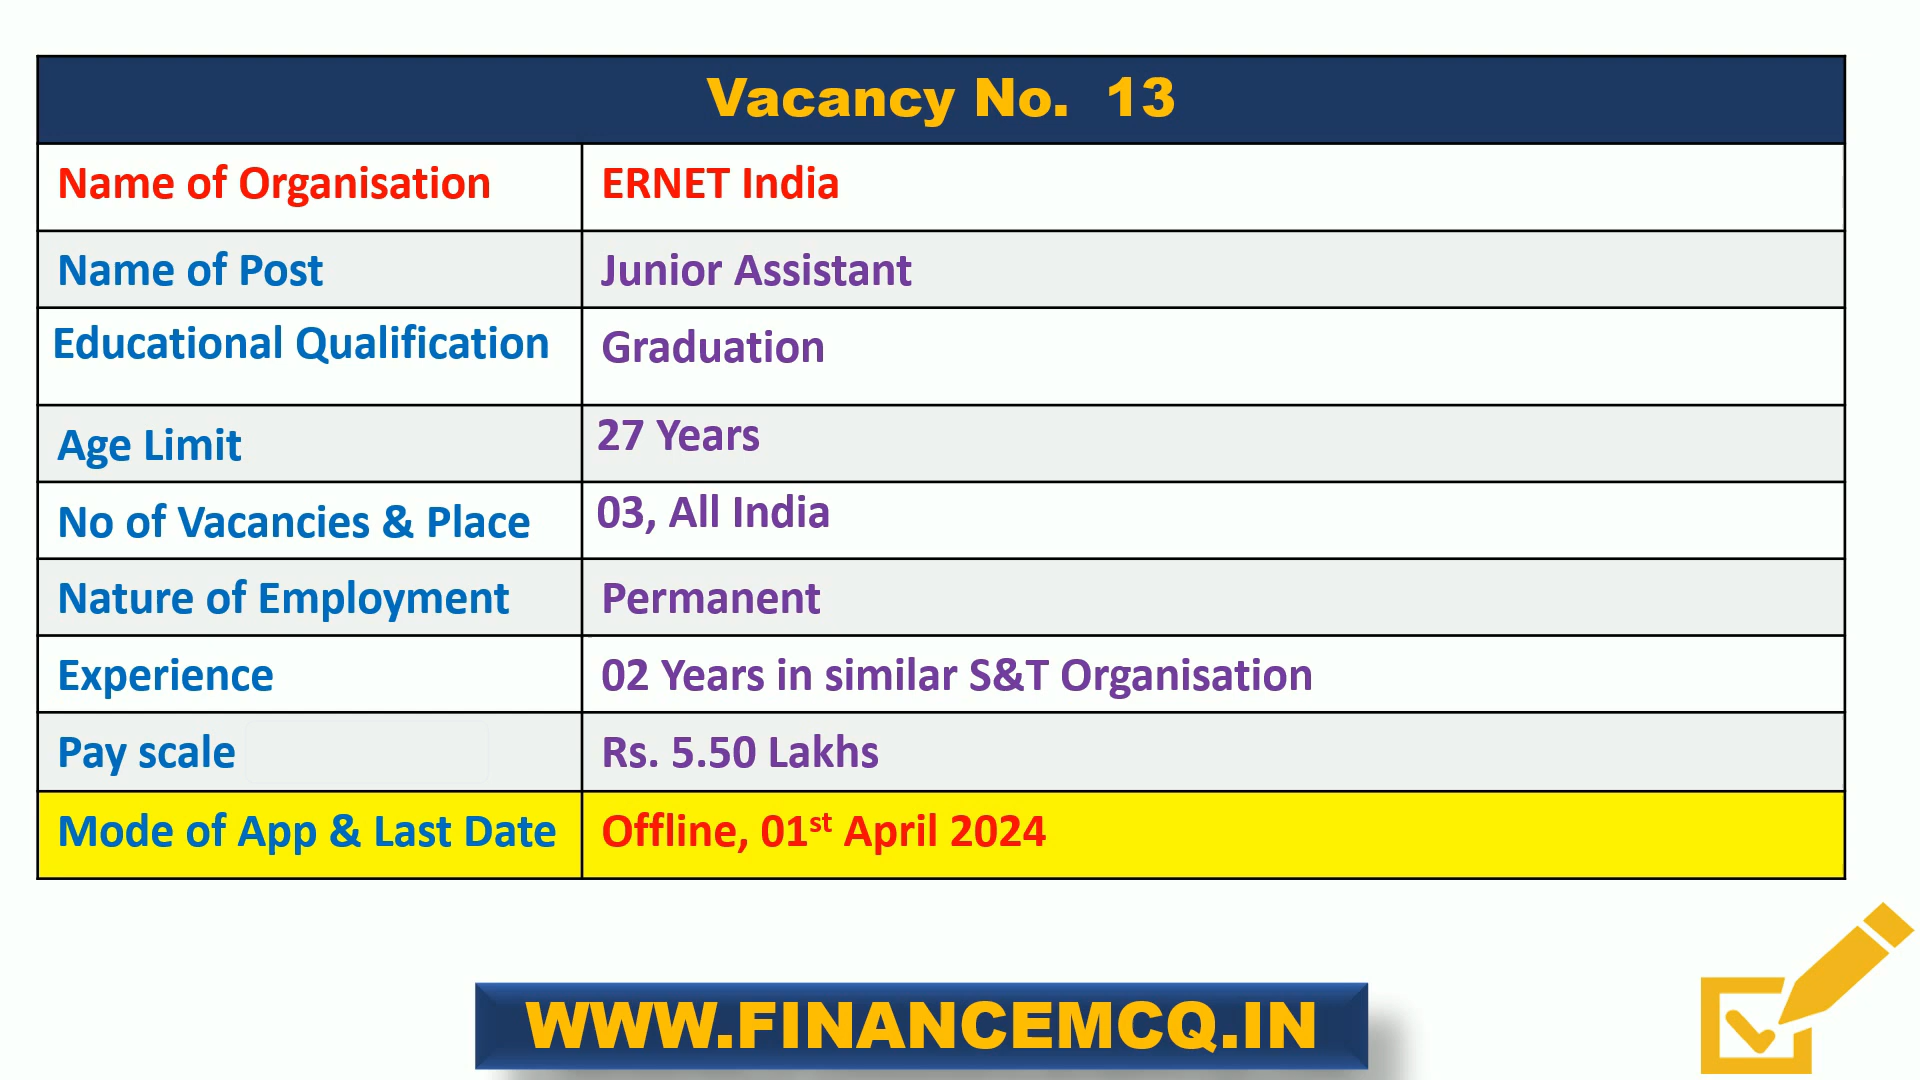 Vacancy No. 13
Name of Organisation ERNET India
Name of Post Junior Assistant
Educational Qualification Graduation
Age Limit 27 Years
No of Vacancies & Place 03, All India
Nature of Employment Permanent
Experience 02 Years in similar S&T Organisation
Pay scale Rs. 5.50 Lakhs
Mode of App & Last Date Offline, 01st April 2024
WWW.FINANCEMCQ.IN